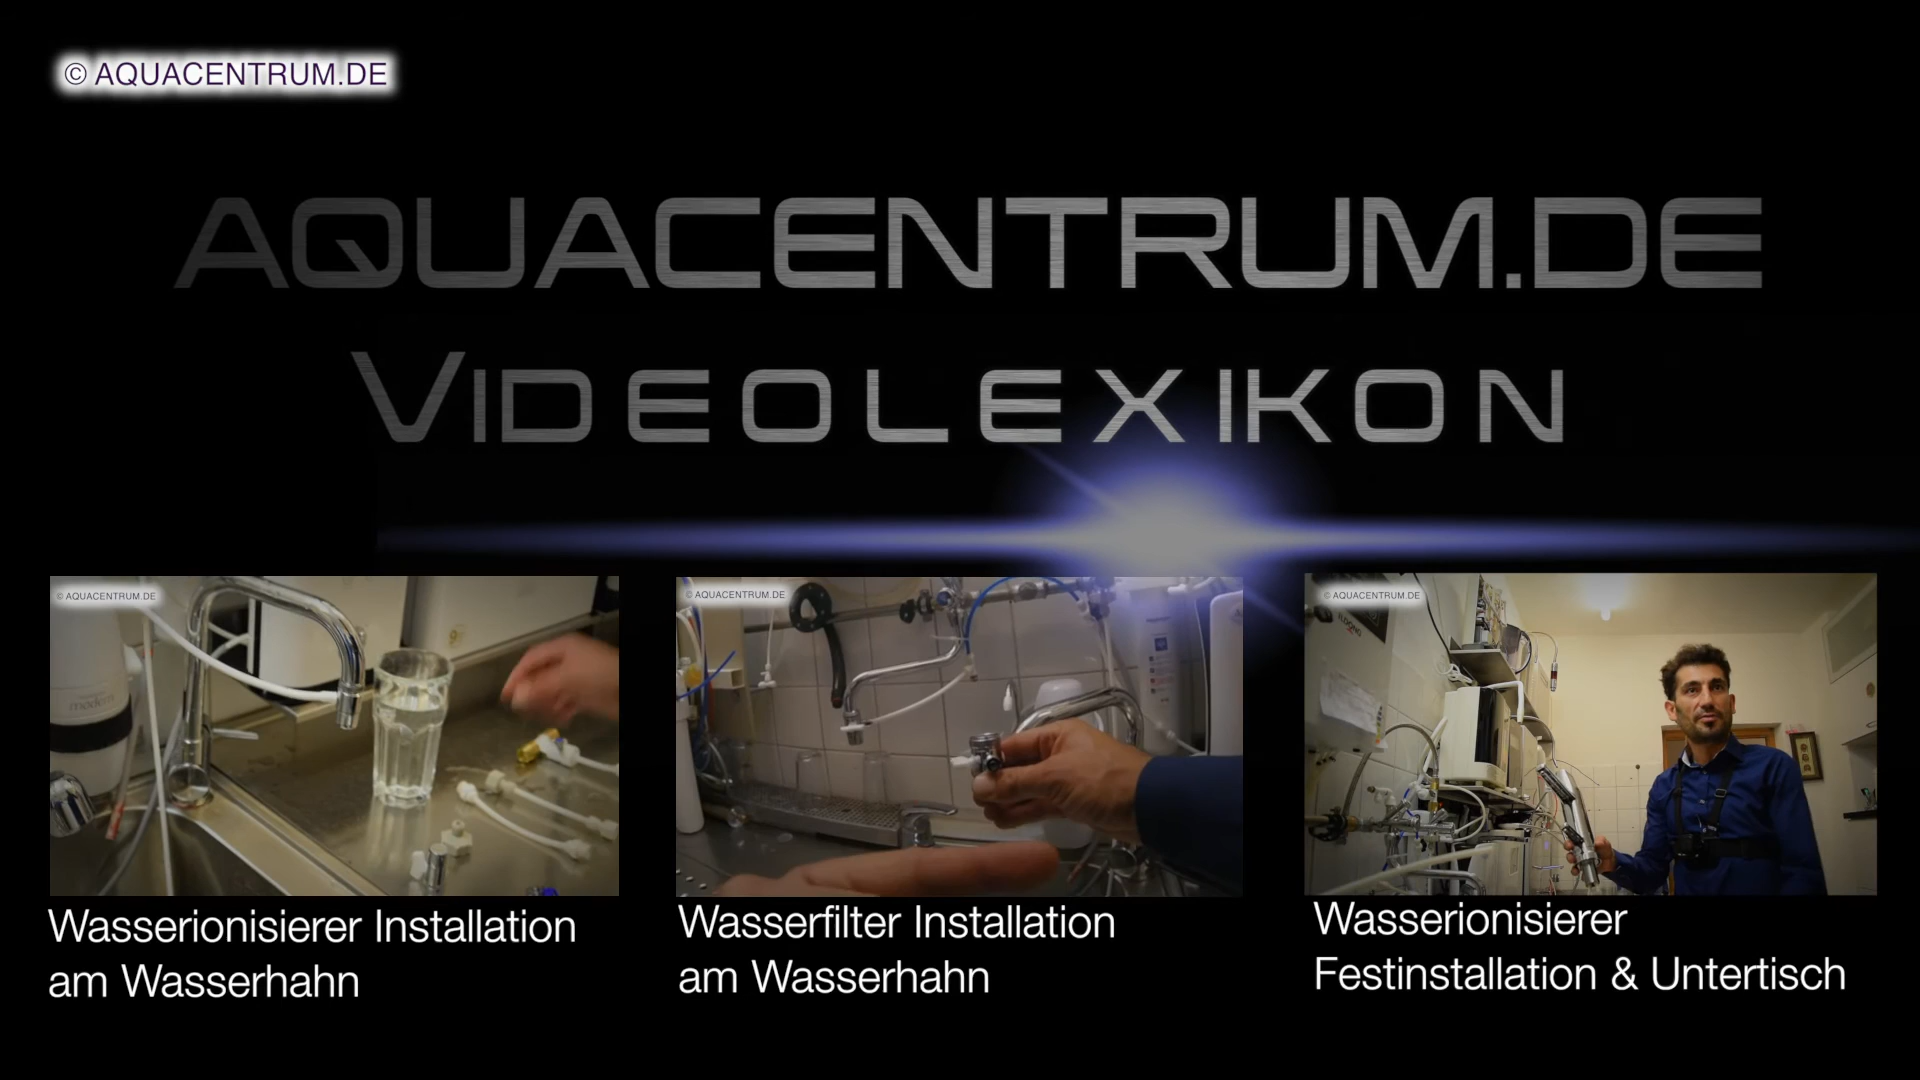 © AQUACENTRUM.DE
AQUACENTRUM.DE
VIDEOLEXIKON
© AQUACENTRUM.DE
© AQUACENTRUM.DE
© AQUACENTRUM.DE
modern
Wasserionisierer Installation
am Wasserhahn
Wasserfilter Installation
am Wasserhahn
Wasserionisierer
Festinstallation & Untertisch